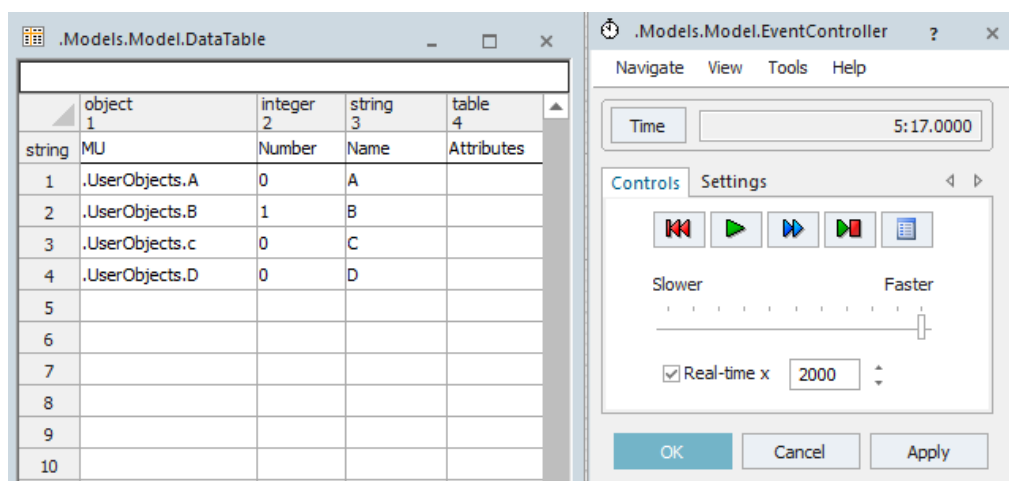 .Models.Model.DataTable
object integer string table
1 2 3 4
string MU Number Name Attributes
1 .UserObjects.A 0 A
2 .UserObjects.B 1 B
3 .UserObjects.c 0 C
4 .UserObjects.D 0 D
5
6
7
8
9
10
.Models.Model.EventController ?
Navigate View Tools Help
Time 5:17.0000
Controls Settings
Slower Faster
Real-time x 2000
OK Cancel Apply